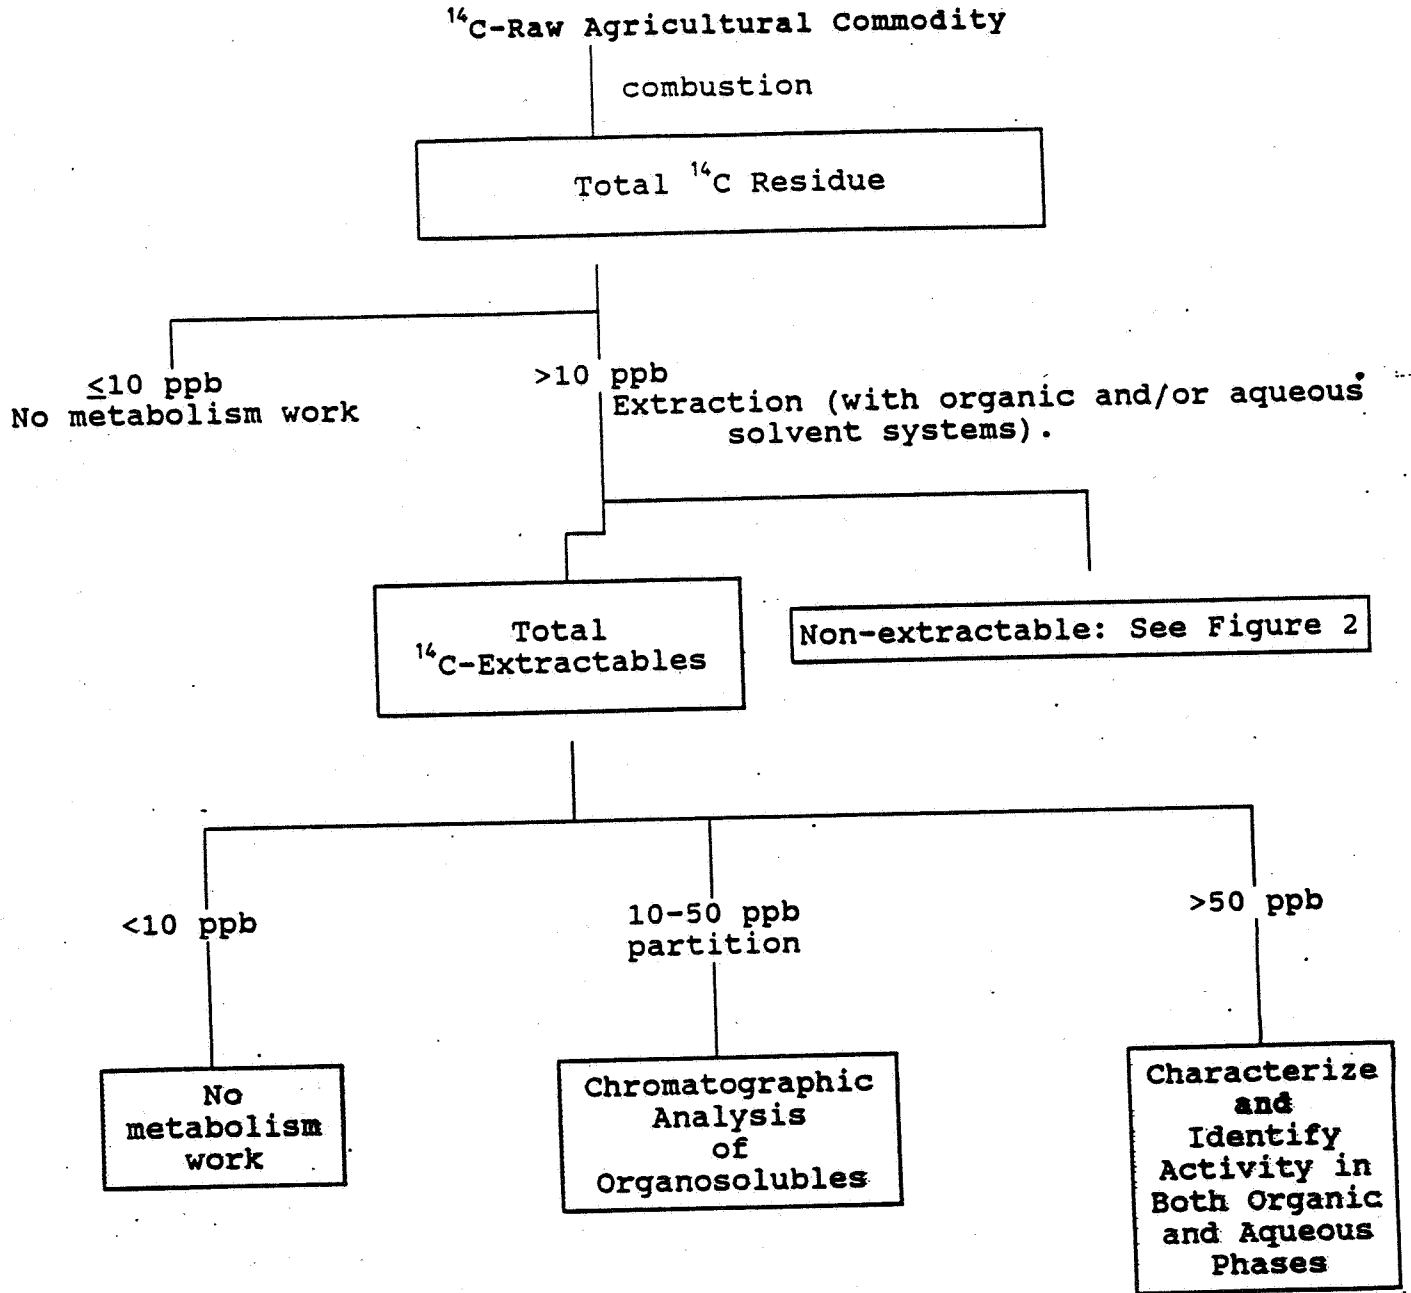 ¹⁴C-Raw Agricultural Commodity
combustion
Total ¹⁴C Residue
≤10 ppb
No metabolism work
>10 ppb
Extraction (with organic and/or aqueous
solvent systems).
Total
¹⁴C-Extractables
Non-extractable: See Figure 2
<10 ppb
10-50 ppb
partition
>50 ppb
No
metabolism
work
Chromatographic
Analysis
of
Organosolubles
Characterize
and
Identify
Activity in
Both Organic
and Aqueous
Phases